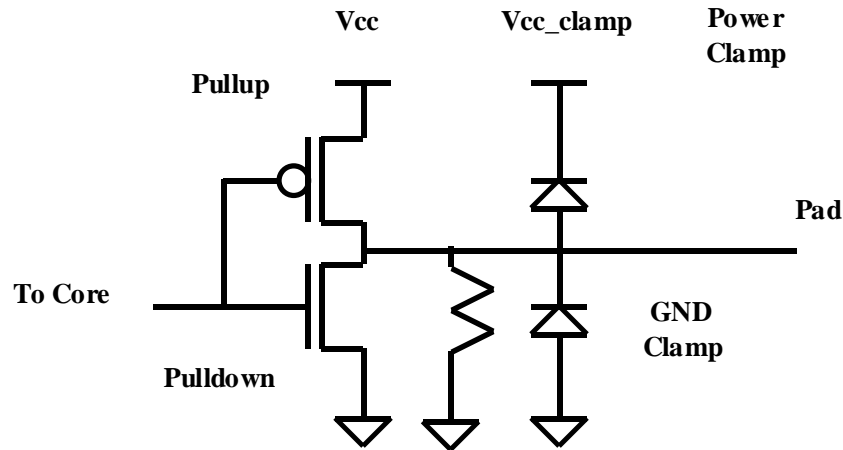 Vcc
Vcc_clamp
Power
Clamp
Pullup
Pad
To Core
GND
Clamp
Pulldown